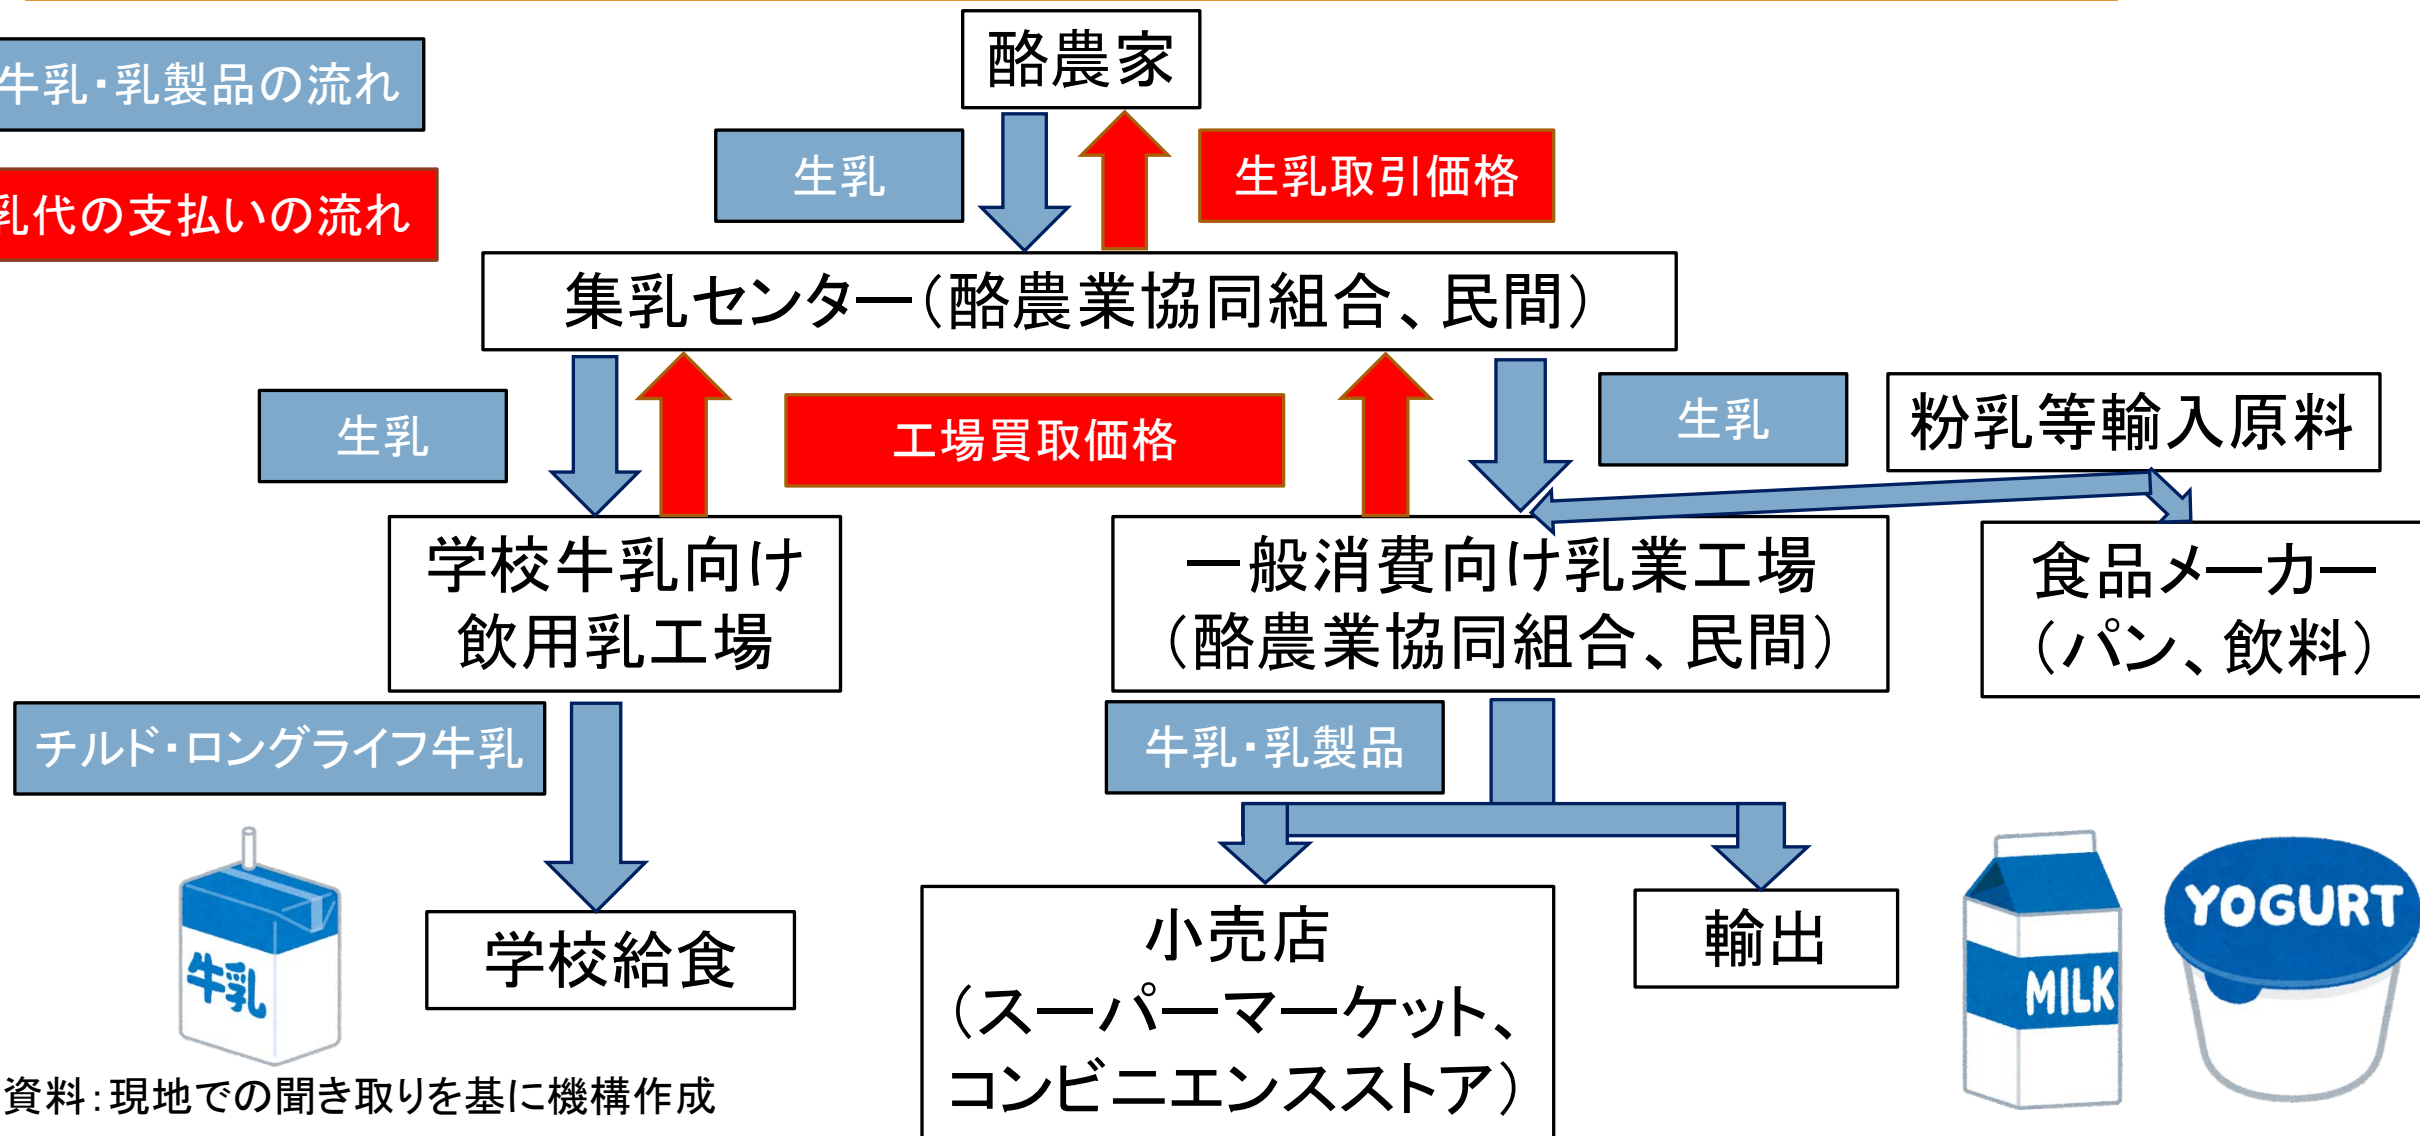 酪農家
牛乳・乳製品の流れ
生乳
生乳取引価格
乳代の支払いの流れ
集乳センター(酪農業協同組合、民間)
生乳
工場買取価格
生乳
粉乳等輸入原料
学校牛乳向け
飲用乳工場
一般消費向け乳業工場
(酪農業協同組合、民間)
食品メーカー
(パン、飲料)
チルド・ロングライフ牛乳
牛乳・乳製品
牛乳
学校給食
小売店
(スーパーマーケット、
コンビニエンスストア)
輸出
MILK
YOGURT
資料:現地での聞き取りを基に機構作成